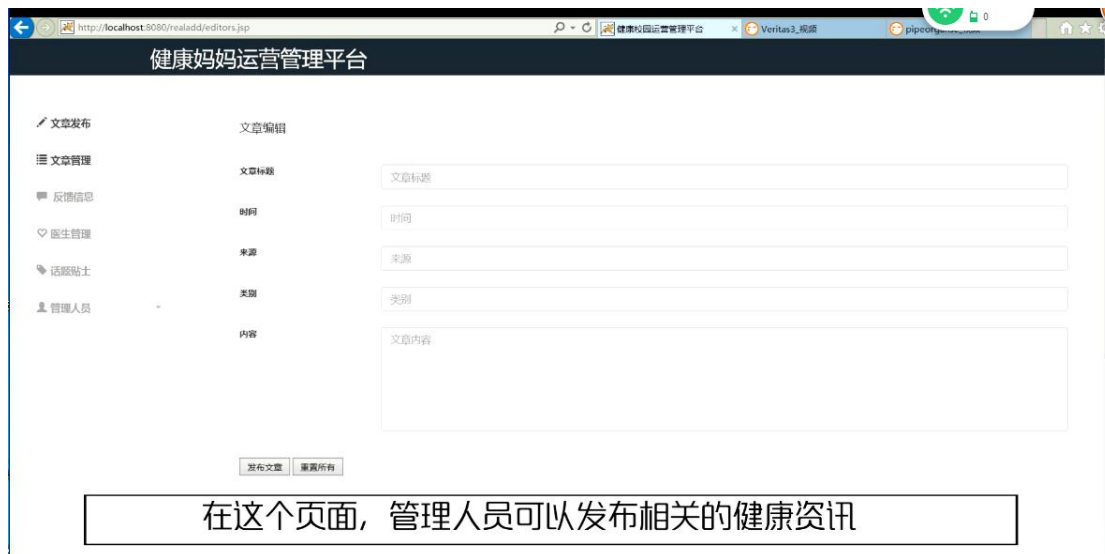 http://localhost:8080/realadd/editors.jsp
健康校园运营管理平台
Veritas3_视频
0
健康妈妈运营管理平台
文章发布
文章编辑
文章管理
文章标题
文章标题
反馈信息
时间
时间
医生管理
来源
来源
话题贴士
类别
类别
管理人员
内容
文章内容
发布文章
重置所有
在这个页面，管理人员可以发布相关的健康资讯